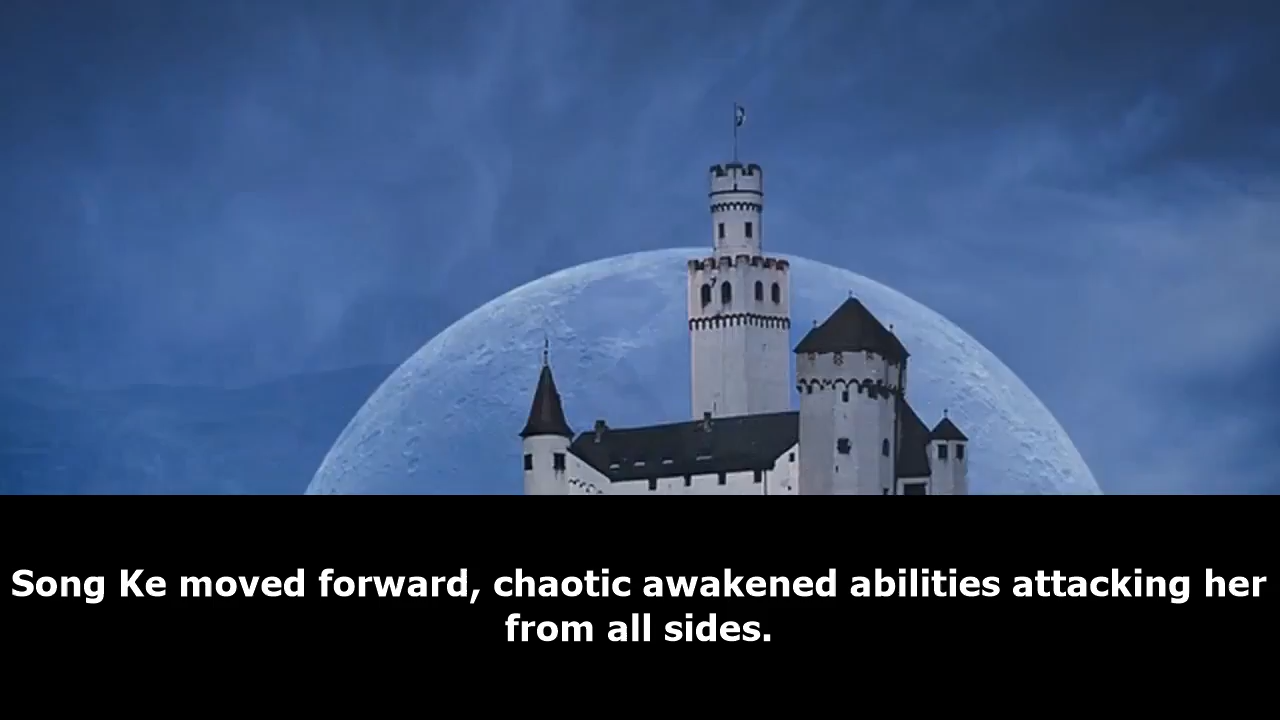 Song Ke moved forward, chaotic awakened abilities attacking her
from all sides.